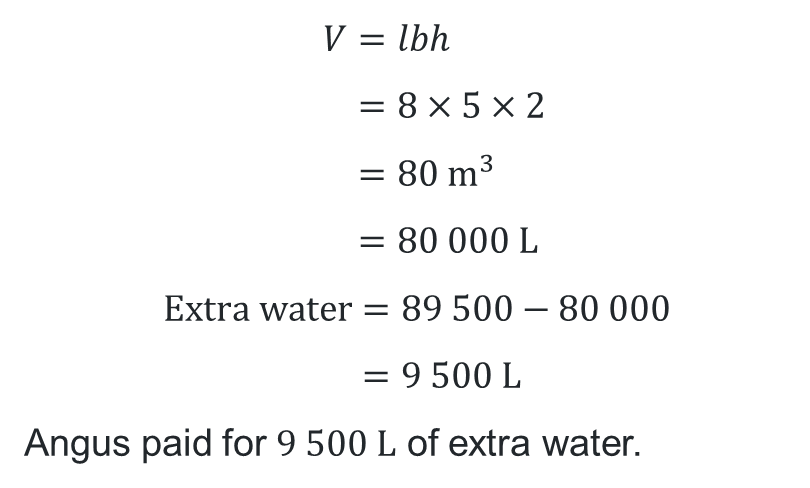 V = lbh
= 8 × 5 × 2
= 80 m³
= 80 000 L
Extra water = 89 500 − 80 000
= 9 500 L
Angus paid for 9 500 L of extra water.